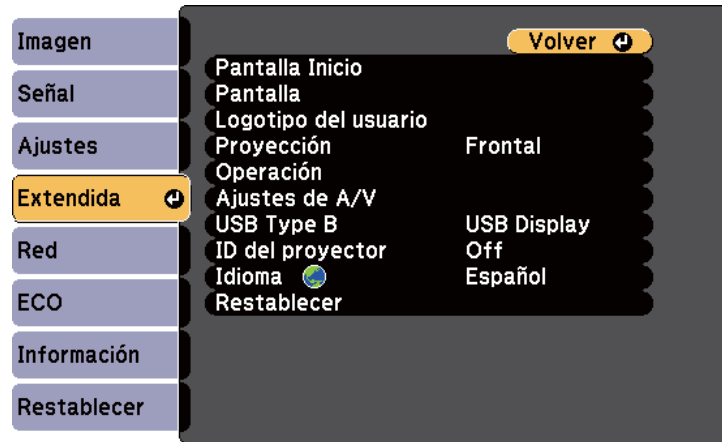 Imagen
Señal
Ajustes
Extendida
Red
ECO
Información
Restablecer
Volver
Pantalla Inicio
Pantalla
Logotipo del usuario
Proyección Frontal
Operación
Ajustes de A/V
USB Type B USB Display
ID del proyector Off
Idioma Español
Restablecer